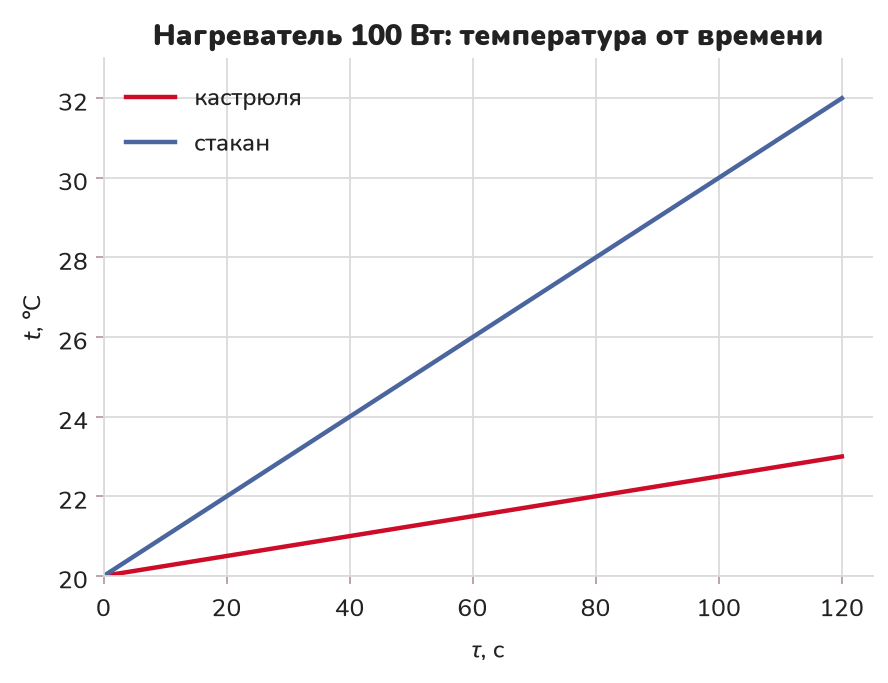 Нагреватель 100 Вт: температура от времени
кастрюля
стакан
32
30
28
26
24
22
20
t, °C
0 20 40 60 80 100 120
τ, с